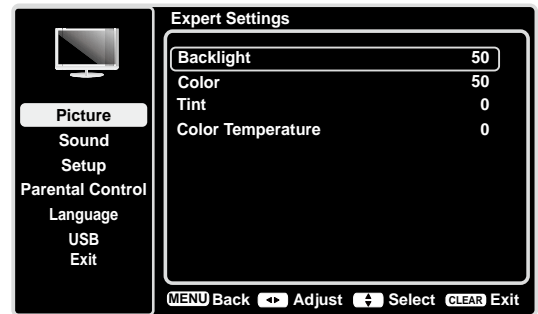 Expert Settings
Backlight 50
Color 50
Tint 0
Color Temperature 0
Picture
Sound
Setup
Parental Control
Language
USB
Exit
MENU Back Adjust Select CLEAR Exit